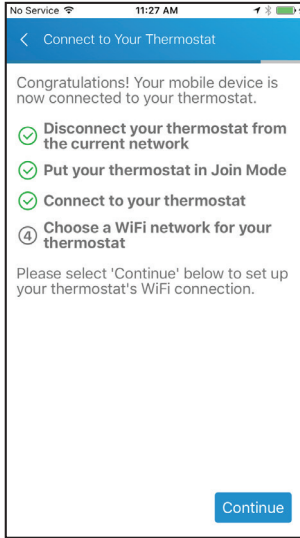 No Service 11:27 AM
Connect to Your Thermostat
Congratulations! Your mobile device is
now connected to your thermostat.
Disconnect your thermostat from
the current network
Put your thermostat in Join Mode
Connect to your thermostat
4 Choose a WiFi network for your
thermostat
Please select 'Continue' below to set up
your thermostat's WiFi connection.
Continue